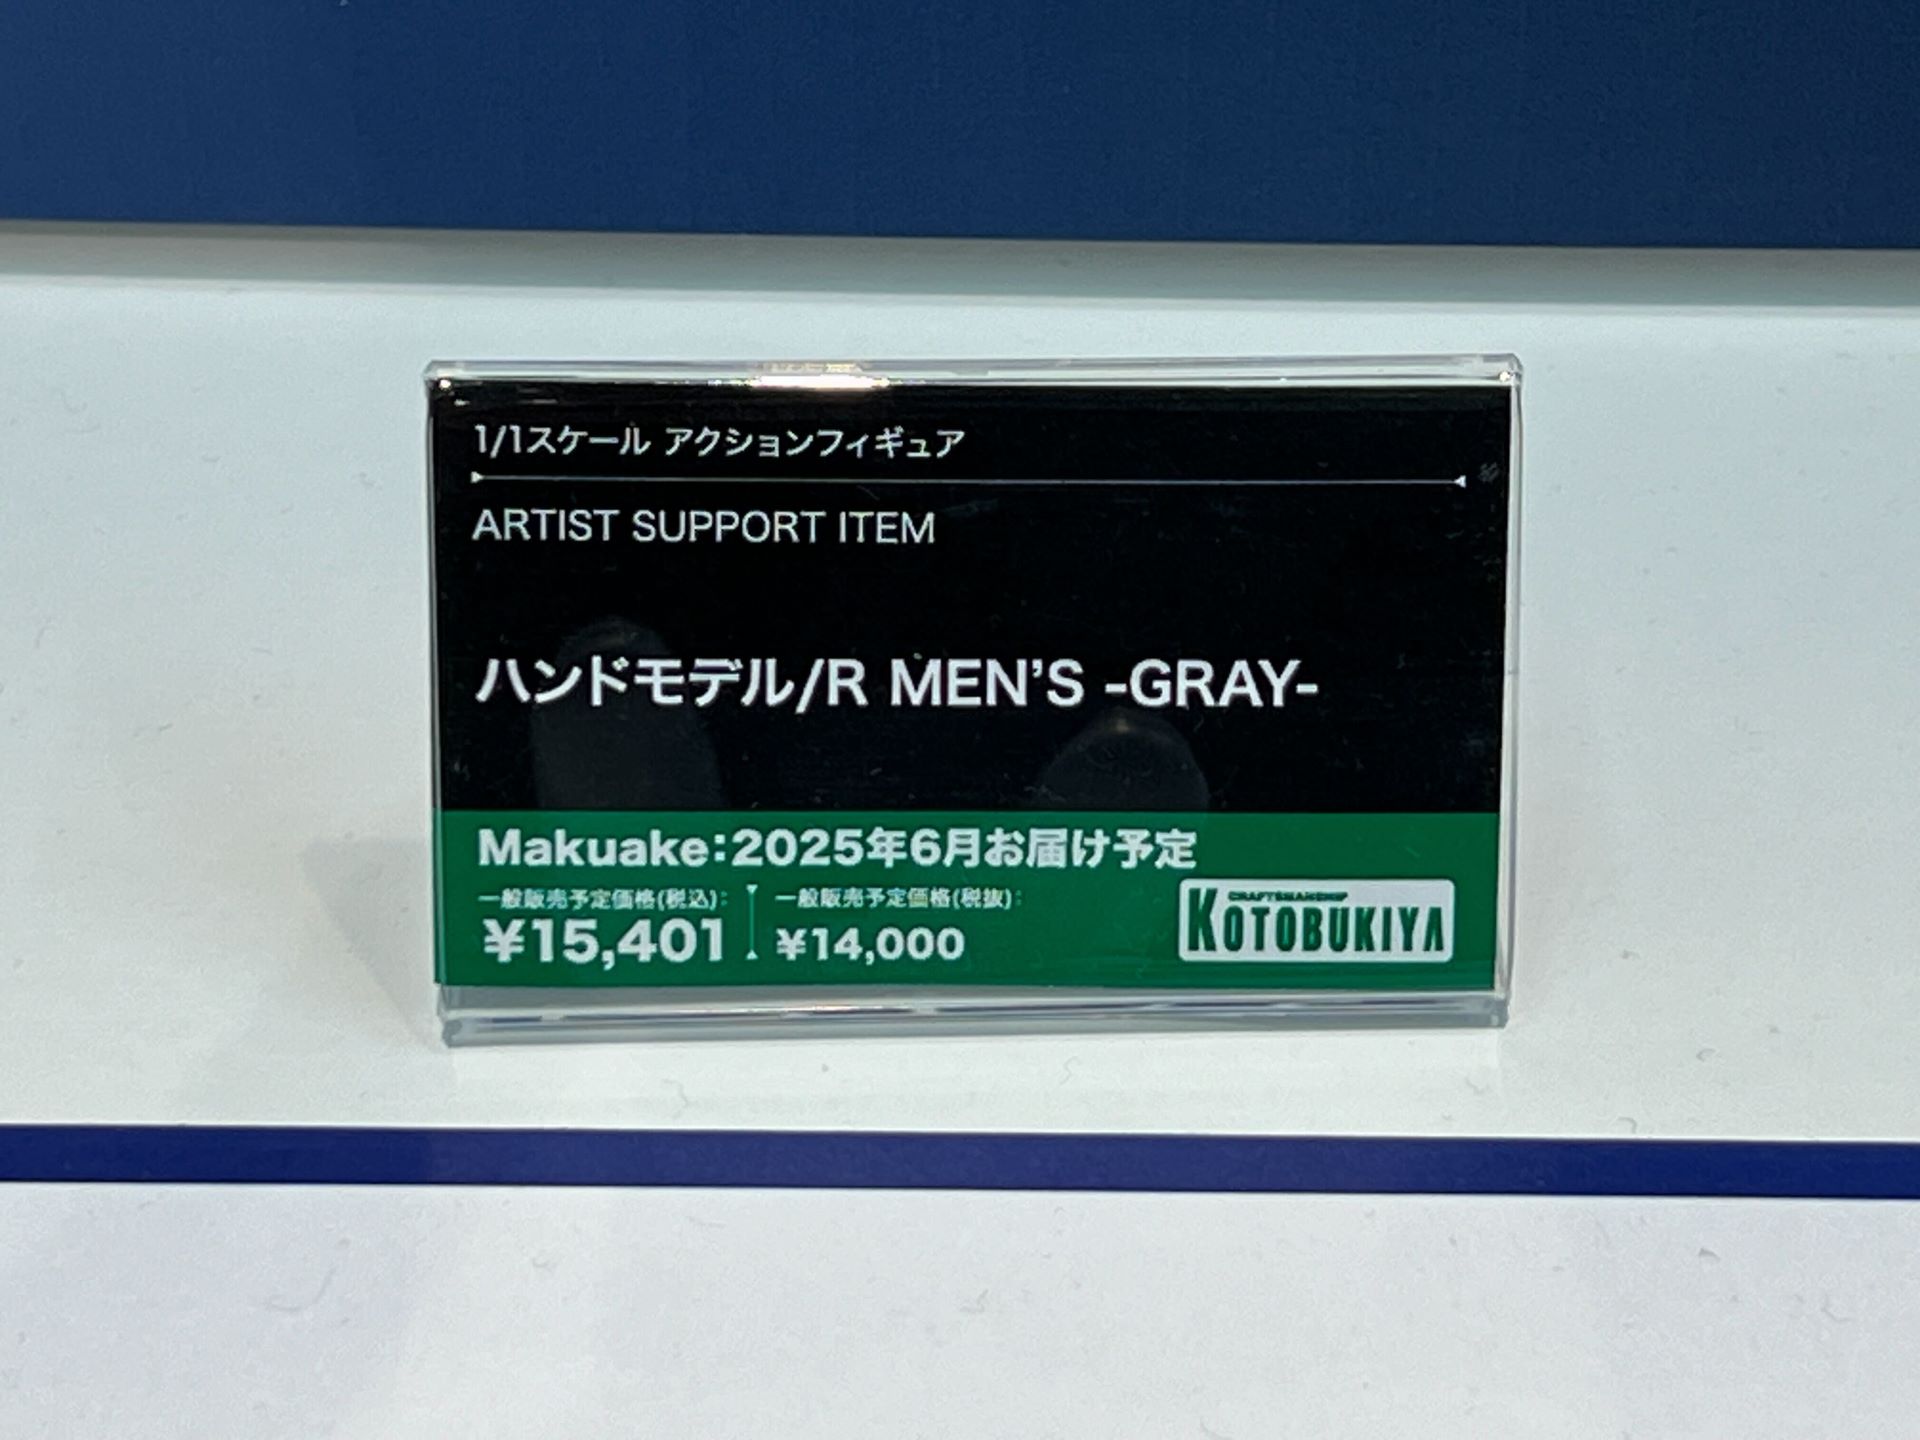 1/1スケール アクションフィギュア
ARTIST SUPPORT ITEM
ハンドモデル/R MEN'S -GRAY-
Makuake:2025年6月お届け予定
一般販売予定価格(税込):
¥15,401
一般販売予定価格(税抜):
¥14,000
CRAFTSMANSHIP
KOTOBUKIYA